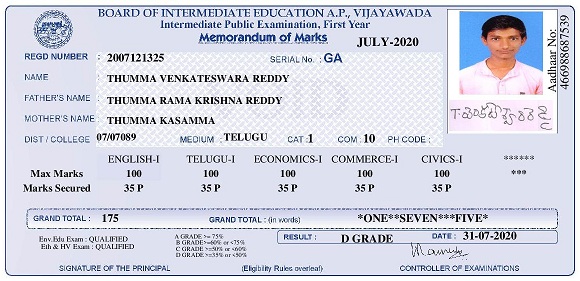 BOARD OF INTERMEDIATE EDUCATION A.P., VIJAYAWADA
Intermediate Public Examination, First Year
Memorandum of Marks
JULY-2020
REGD NUMBER : 2007121325 SERIAL No. : GA
NAME : THUMMA VENKATESWARA REDDY
FATHER'S NAME : THUMMA RAMA KRISHNA REDDY
MOTHER'S NAME : THUMMA KASAMMA
DIST / COLLEGE : 07/07089 MEDIUM : TELUGU CAT : 1 COM : 10 PH CODE :
Aadhaar No: 466988687539
ENGLISH-I TELUGU-I ECONOMICS-I COMMERCE-I CIVICS-I ******
Max Marks 100 100 100 100 100 ***
Marks Secured 35 P 35 P 35 P 35 P 35 P
GRAND TOTAL : 175 GRAND TOTAL : (in words) *ONE**SEVEN***FIVE*
Env.Edu Exam : QUALIFIED
Eth & HV Exam : QUALIFIED
A GRADE >= 75%
B GRADE >=60% or <75%
C GRADE >=50% or <60%
D GRADE >=35% or <50%
RESULT : D GRADE DATE : 31-07-2020
SIGNATURE OF THE PRINCIPAL (Eligibility Rules overleaf) CONTROLLER OF EXAMINATIONS